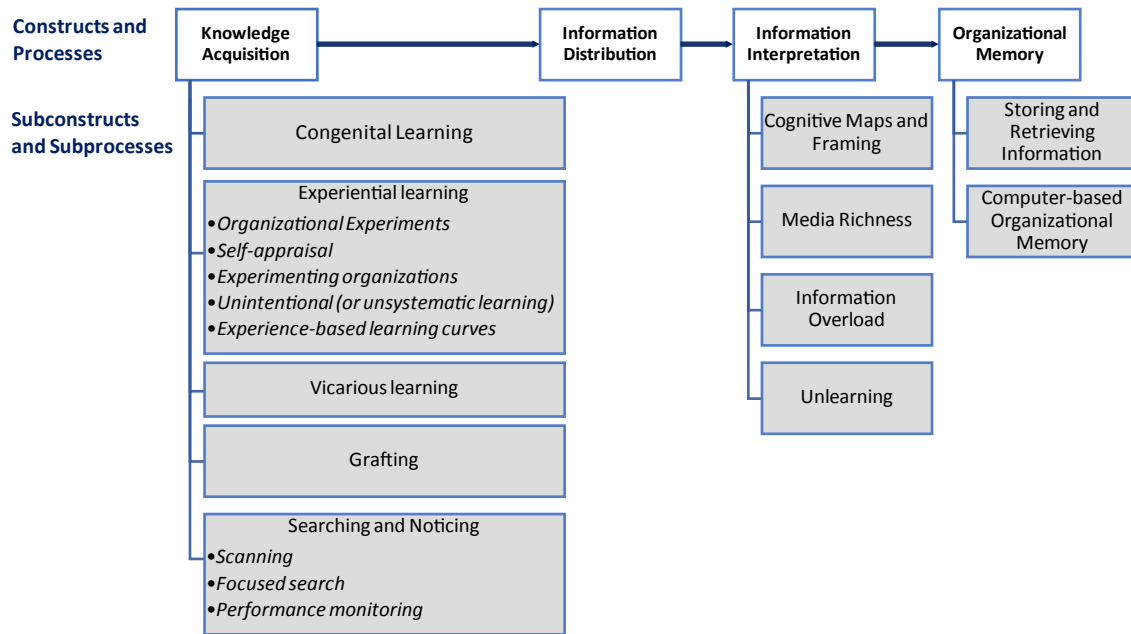 Constructs and
Processes
Knowledge
Acquisition
Information
Distribution
Information
Interpretation
Organizational
Memory
Subconstructs
and Subprocesses
Congenital Learning
Experiential learning
•Organizational Experiments
•Self-appraisal
•Experimenting organizations
•Unintentional (or unsystematic learning)
•Experience-based learning curves
Vicarious learning
Grafting
Searching and Noticing
•Scanning
•Focused search
•Performance monitoring
Cognitive Maps and
Framing
Media Richness
Information
Overload
Unlearning
Storing and
Retrieving
Information
Computer-based
Organizational
Memory